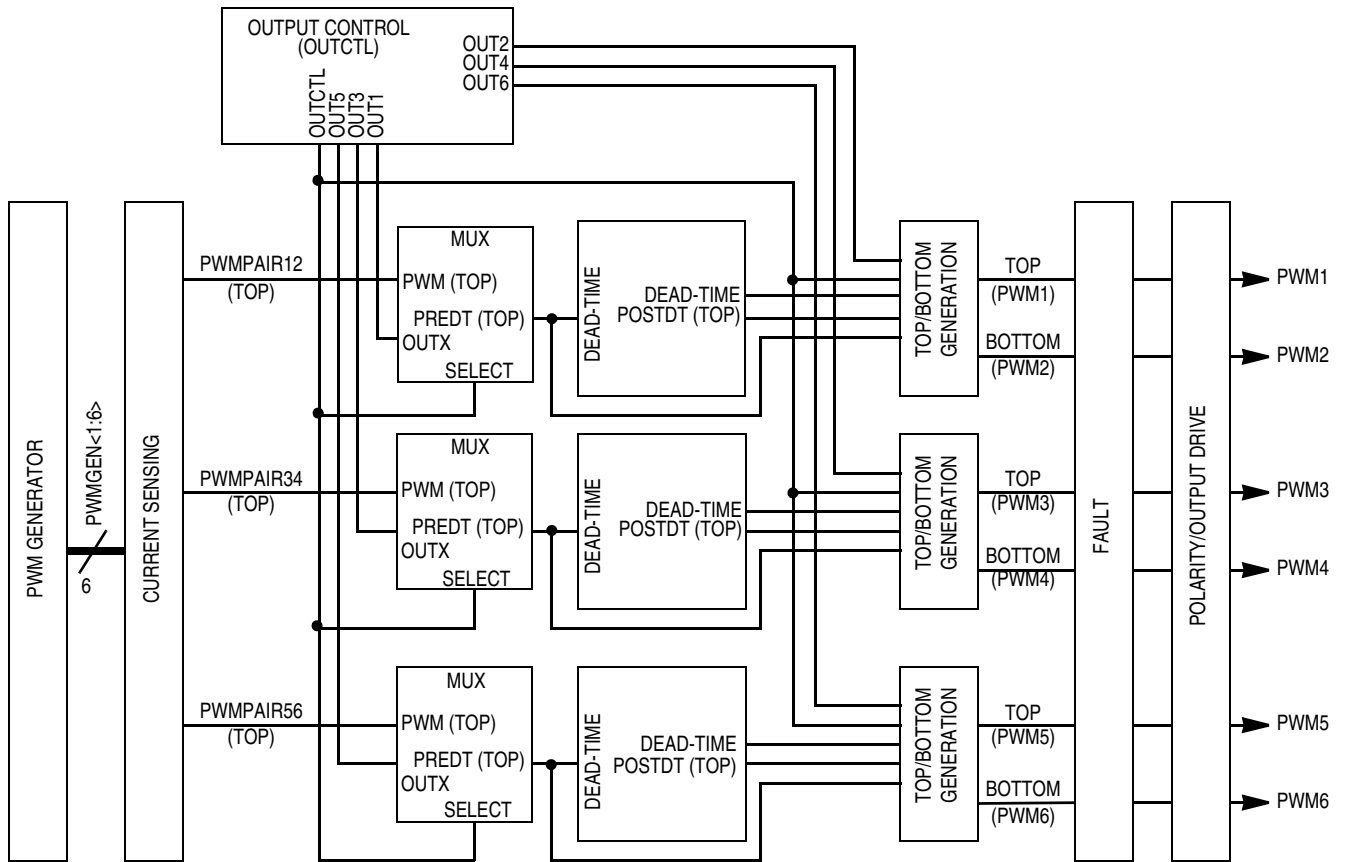 OUTPUT CONTROL
(OUTCTL)
OUT2
OUT4
OUT6
OUTCTL
OUT5
OUT3
OUT1
PWM GENERATOR
PWMGEN<1:6>
6
CURRENT SENSING
PWMPAIR12
(TOP)
MUX
PWM (TOP)
PREDT (TOP)
OUTX
SELECT
DEAD-TIME
DEAD-TIME
POSTDT (TOP)
TOP/BOTTOM
GENERATION
TOP
(PWM1)
BOTTOM
(PWM2)
PWMPAIR34
(TOP)
MUX
PWM (TOP)
PREDT (TOP)
OUTX
SELECT
DEAD-TIME
DEAD-TIME
POSTDT (TOP)
TOP/BOTTOM
GENERATION
TOP
(PWM3)
BOTTOM
(PWM4)
PWMPAIR56
(TOP)
MUX
PWM (TOP)
PREDT (TOP)
OUTX
SELECT
DEAD-TIME
DEAD-TIME
POSTDT (TOP)
TOP/BOTTOM
GENERATION
TOP
(PWM5)
BOTTOM
(PWM6)
FAULT
POLARITY/OUTPUT DRIVE
PWM1
PWM2
PWM3
PWM4
PWM5
PWM6